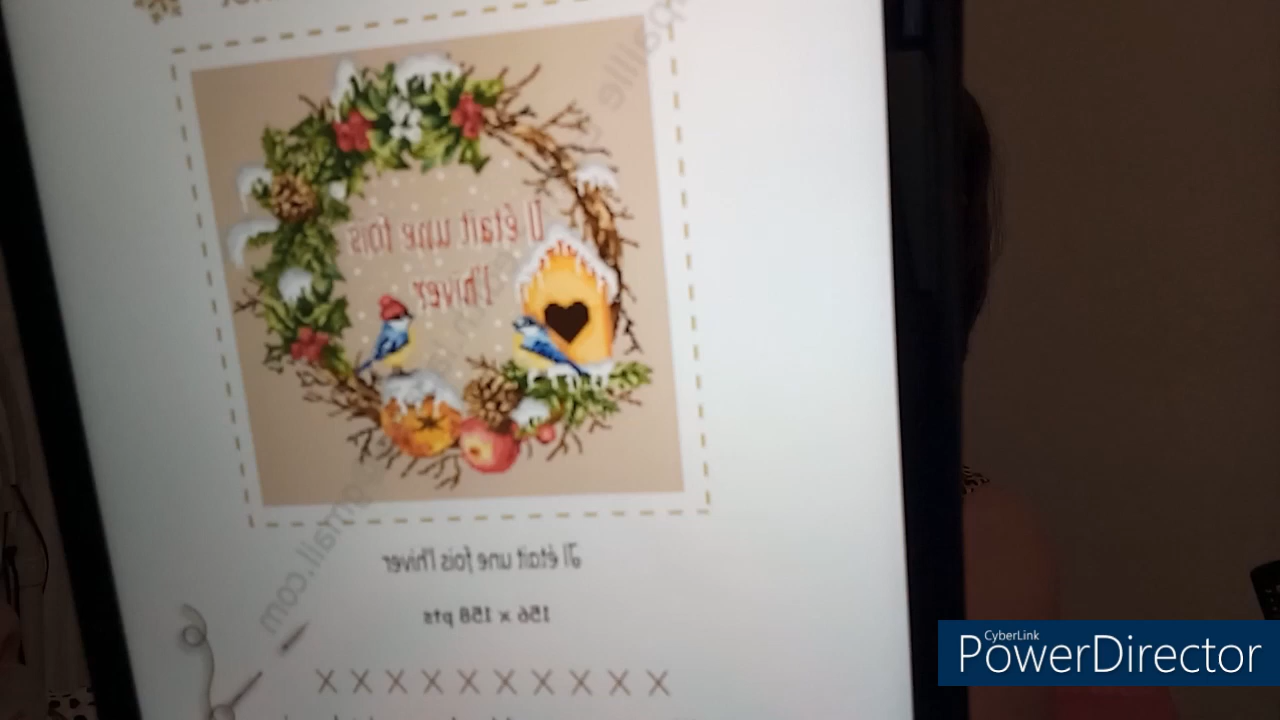 Il était une fois
l'hiver
Il était une fois l'hiver
156 x 158 pts
X X X X X X X X X X
CyberLink
PowerDirector